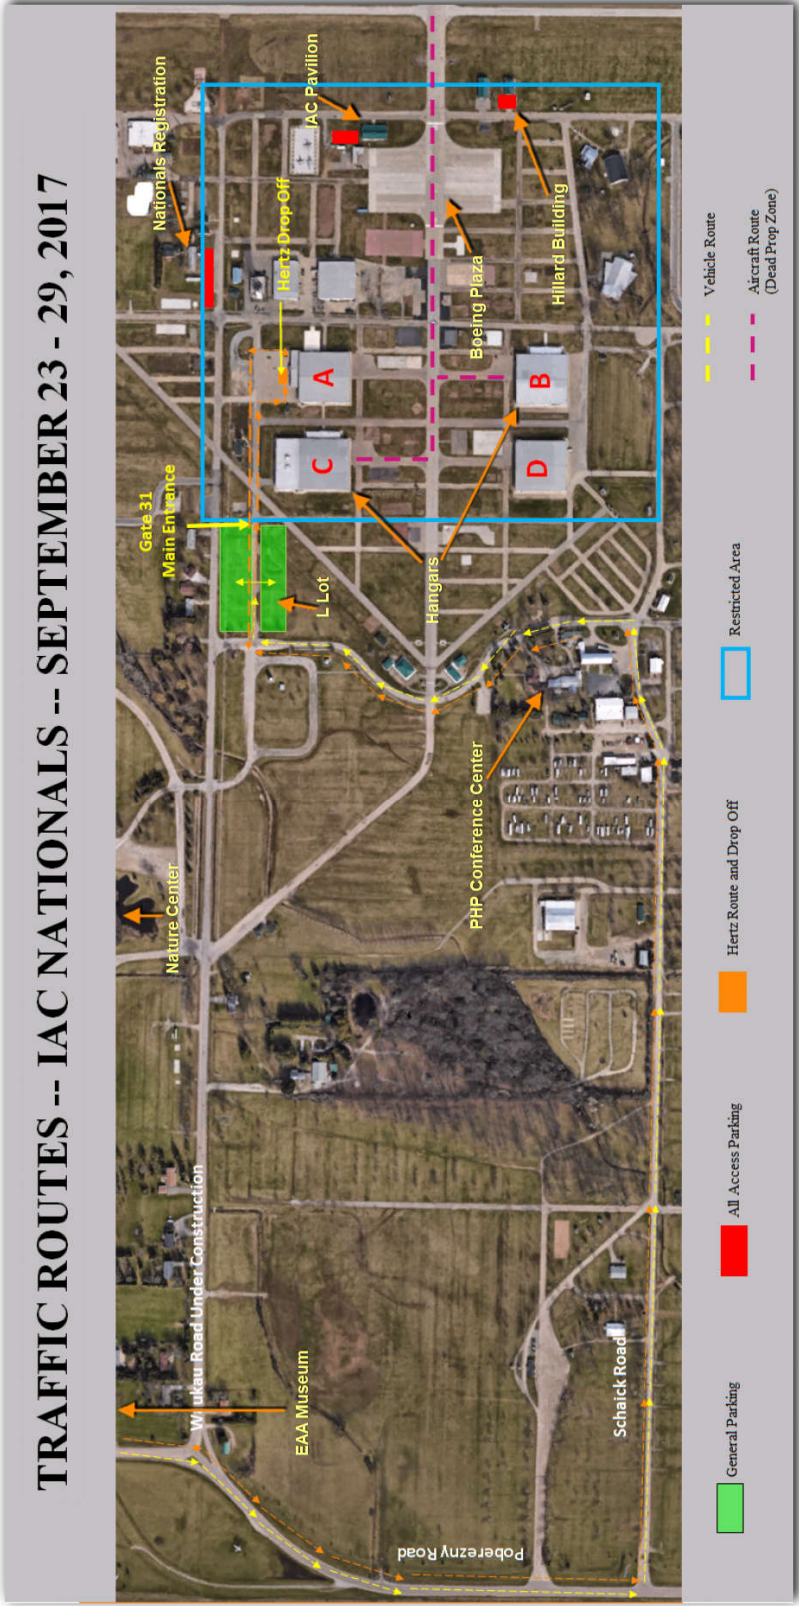 TRAFFIC ROUTES -- IAC NATIONALS -- SEPTEMBER 23 - 29, 2017
Nature Center
Gate 31
Main Entrance
Nationals Registration
Waukau Road Under Construction
EAA Museum
L Lot
Hertz Drop Off
IAC Pavilion
C
A
Hangars
Poberezny Road
PHP Conference Center
Boeing Plaza
D
B
Hillard Building
Schaick Road
General Parking
All Access Parking
Hertz Route and Drop Off
Restricted Area
Vehicle Route
Aircraft Route
(Dead Prop Zone)